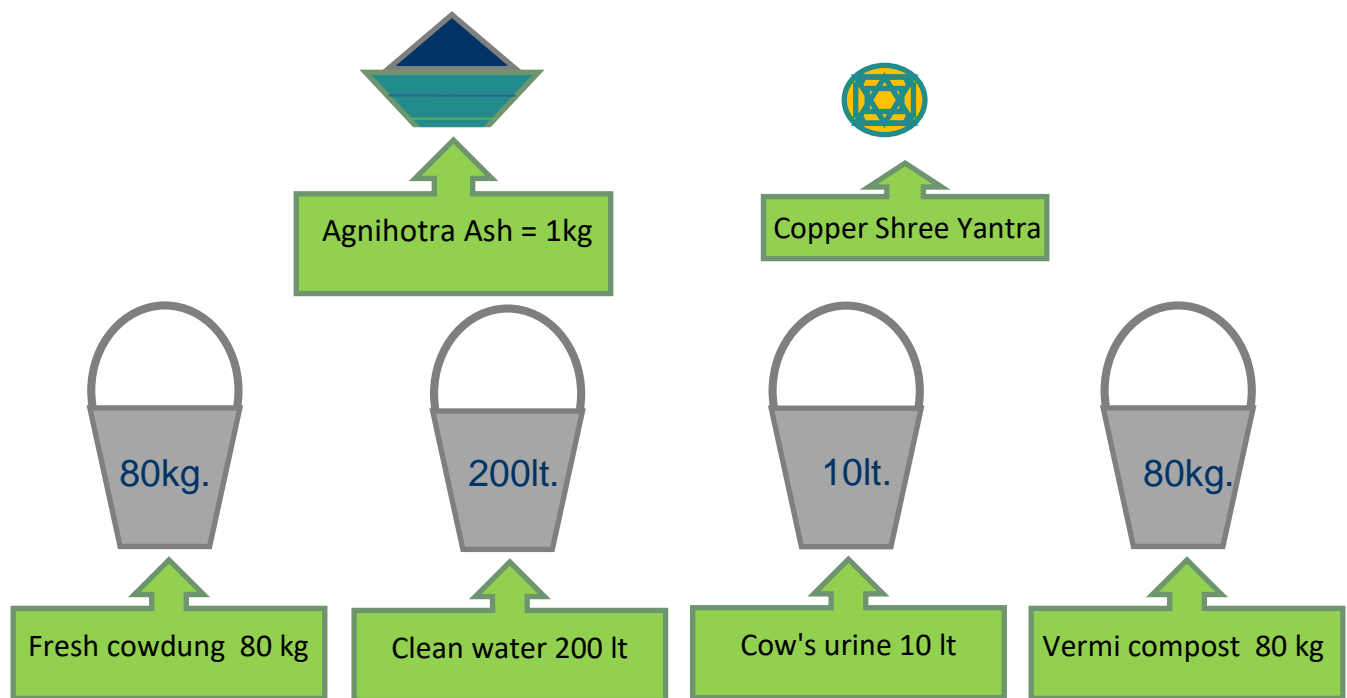 Agnihotra Ash = 1kg
Copper Shree Yantra
80kg.
200lt.
10lt.
80kg.
Fresh cowdung  80 kg
Clean water 200 lt
Cow's urine 10 lt
Vermi compost  80 kg